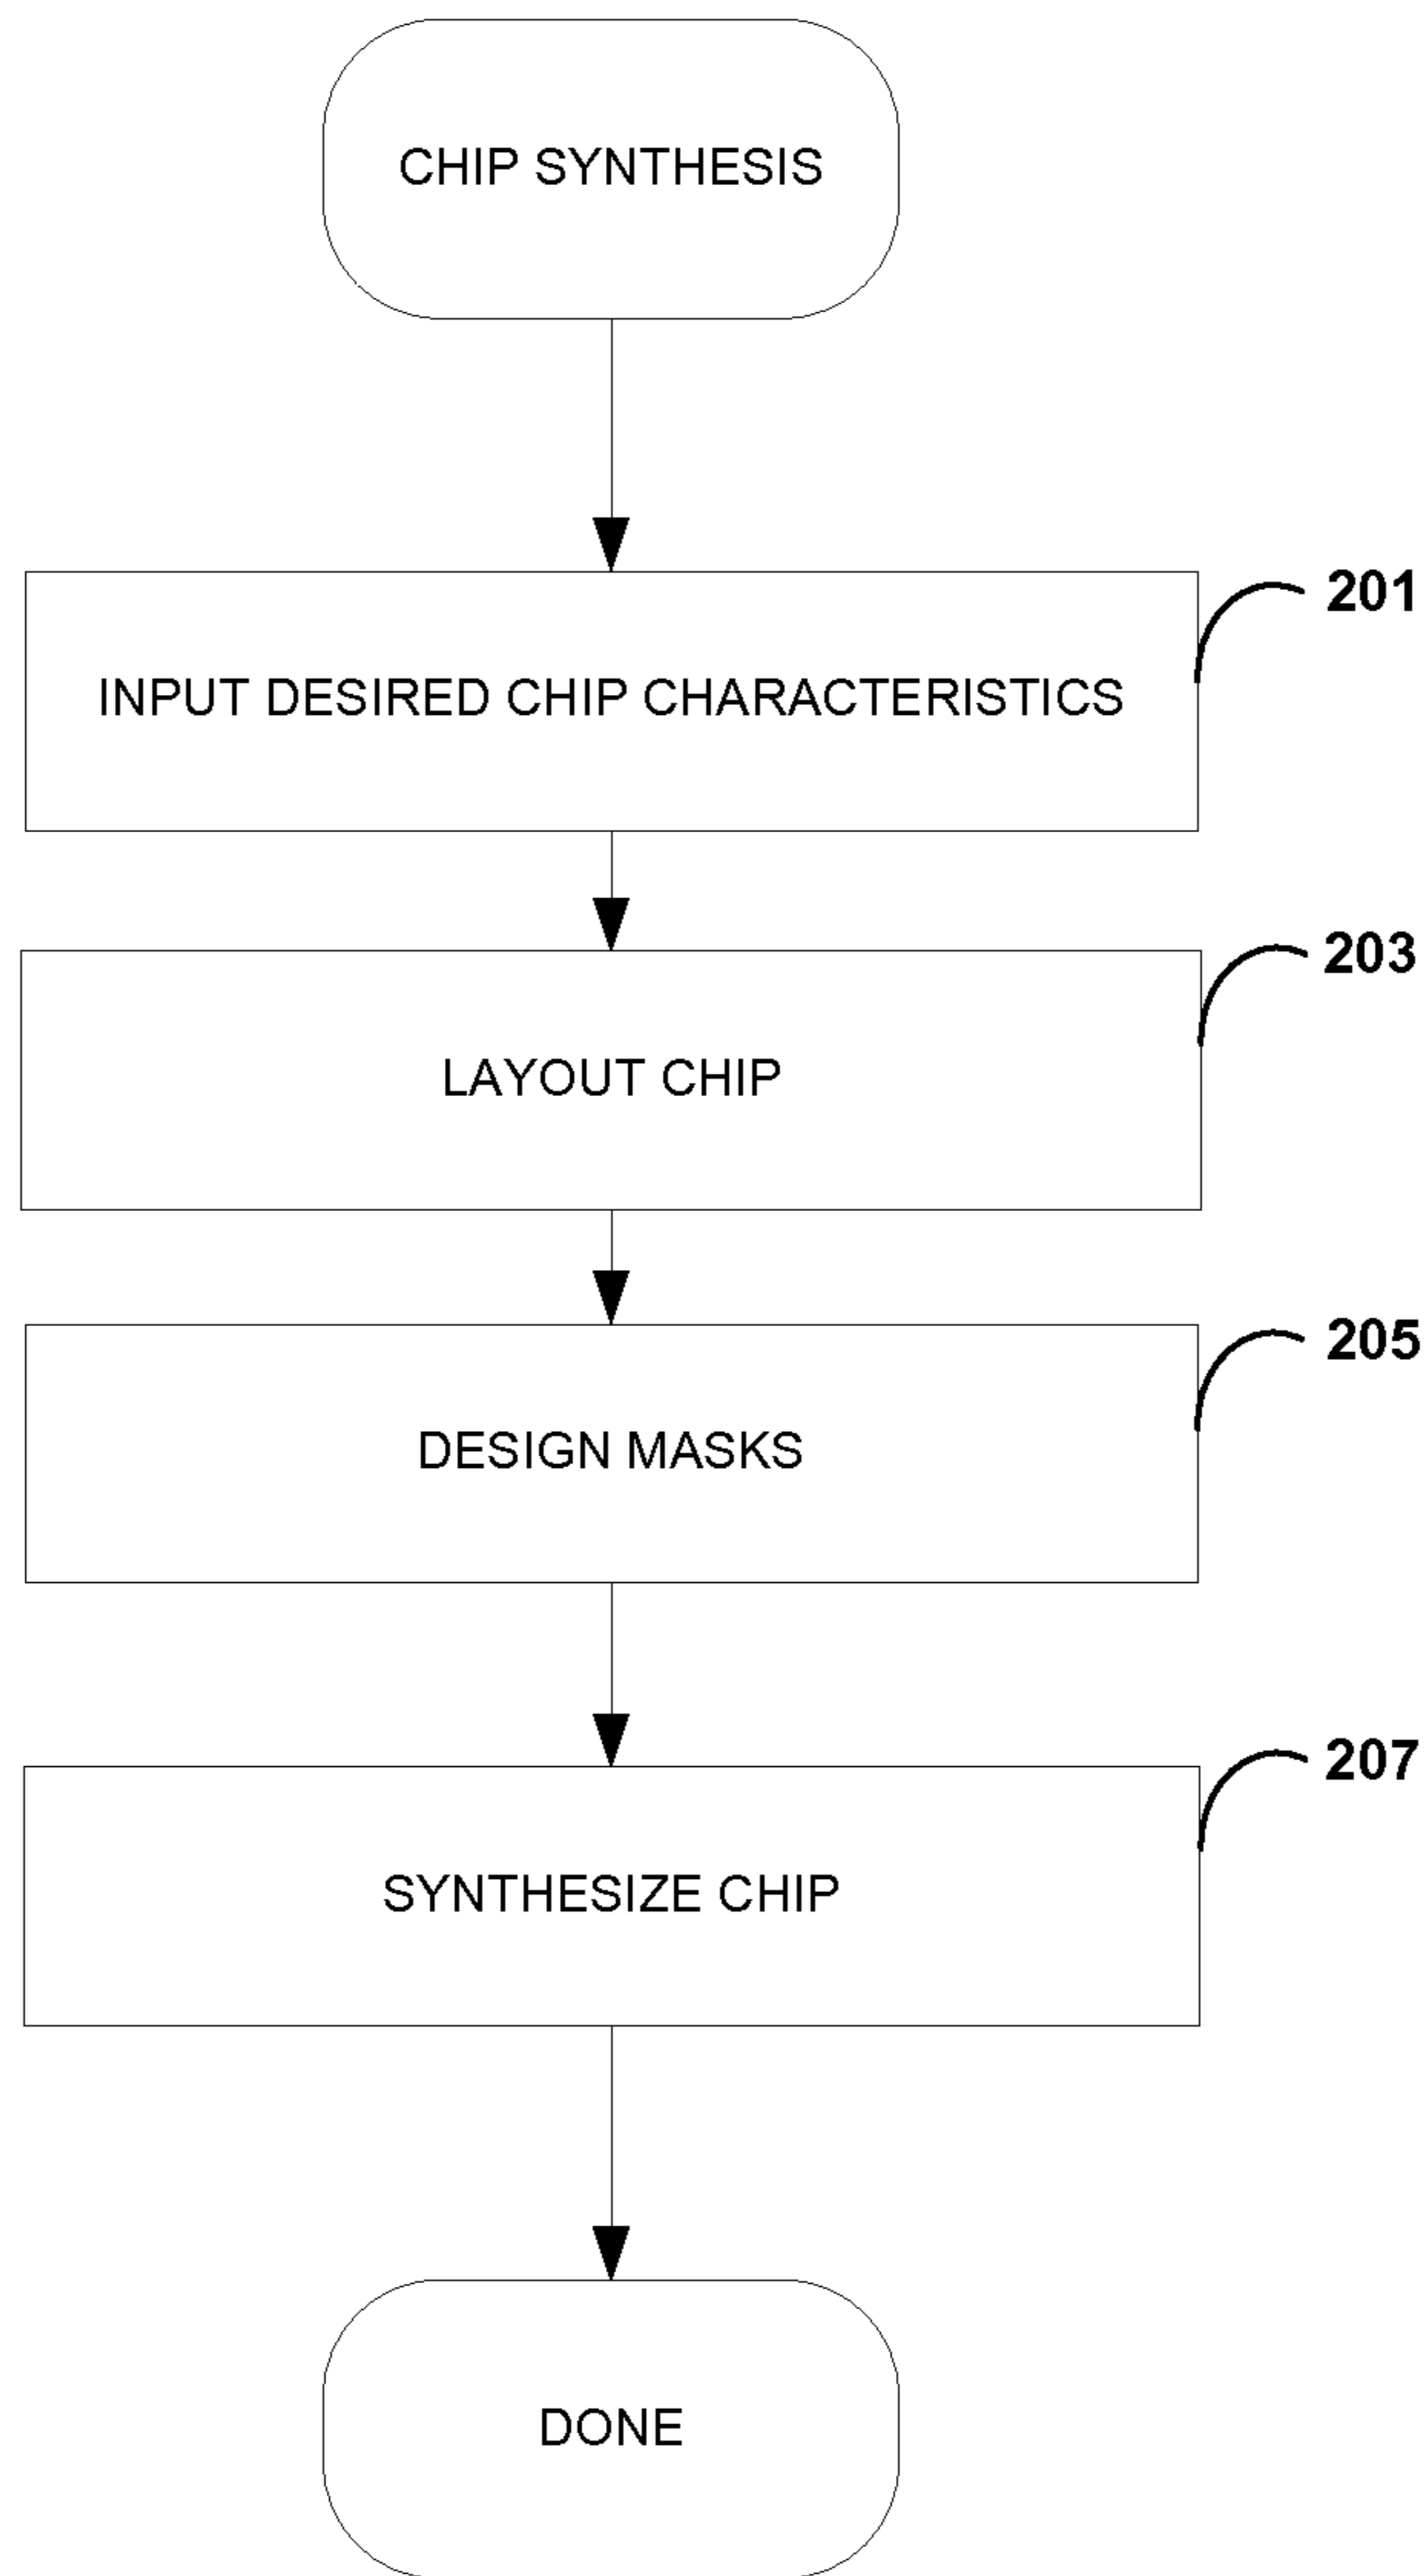 CHIP SYNTHESIS
201
INPUT DESIRED CHIP CHARACTERISTICS
203
LAYOUT CHIP
205
DESIGN MASKS
207
SYNTHESIZE CHIP
DONE